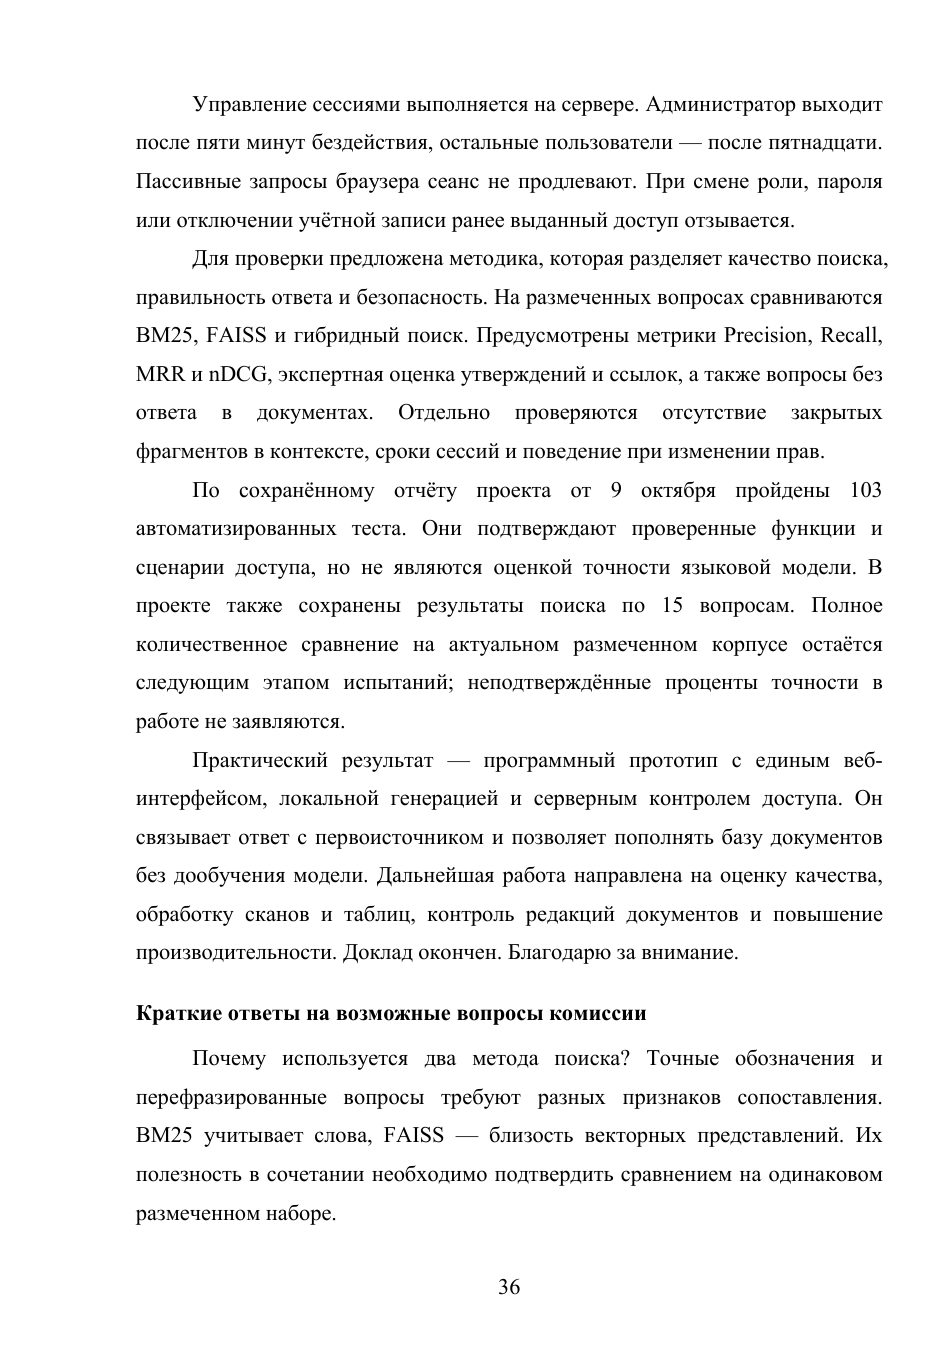 Управление сессиями выполняется на сервере. Администратор выходит
после пяти минут бездействия, остальные пользователи — после пятнадцати.
Пассивные запросы браузера сеанс не продлевают. При смене роли, пароля
или отключении учётной записи ранее выданный доступ отзывается.
Для проверки предложена методика, которая разделяет качество поиска,
правильность ответа и безопасность. На размеченных вопросах сравниваются
BM25, FAISS и гибридный поиск. Предусмотрены метрики Precision, Recall,
MRR и nDCG, экспертная оценка утверждений и ссылок, а также вопросы без
ответа в документах. Отдельно проверяются отсутствие закрытых
фрагментов в контексте, сроки сессий и поведение при изменении прав.
По сохранённому отчёту проекта от 9 октября пройдены 103
автоматизированных теста. Они подтверждают проверенные функции и
сценарии доступа, но не являются оценкой точности языковой модели. В
проекте также сохранены результаты поиска по 15 вопросам. Полное
количественное сравнение на актуальном размеченном корпусе остаётся
следующим этапом испытаний; неподтверждённые проценты точности в
работе не заявляются.
Практический результат — программный прототип с единым веб-
интерфейсом, локальной генерацией и серверным контролем доступа. Он
связывает ответ с первоисточником и позволяет пополнять базу документов
без дообучения модели. Дальнейшая работа направлена на оценку качества,
обработку сканов и таблиц, контроль редакций документов и повышение
производительности. Доклад окончен. Благодарю за внимание.
Краткие ответы на возможные вопросы комиссии
Почему используется два метода поиска? Точные обозначения и
перефразированные вопросы требуют разных признаков сопоставления.
BM25 учитывает слова, FAISS — близость векторных представлений. Их
полезность в сочетании необходимо подтвердить сравнением на одинаковом
размеченном наборе.
36